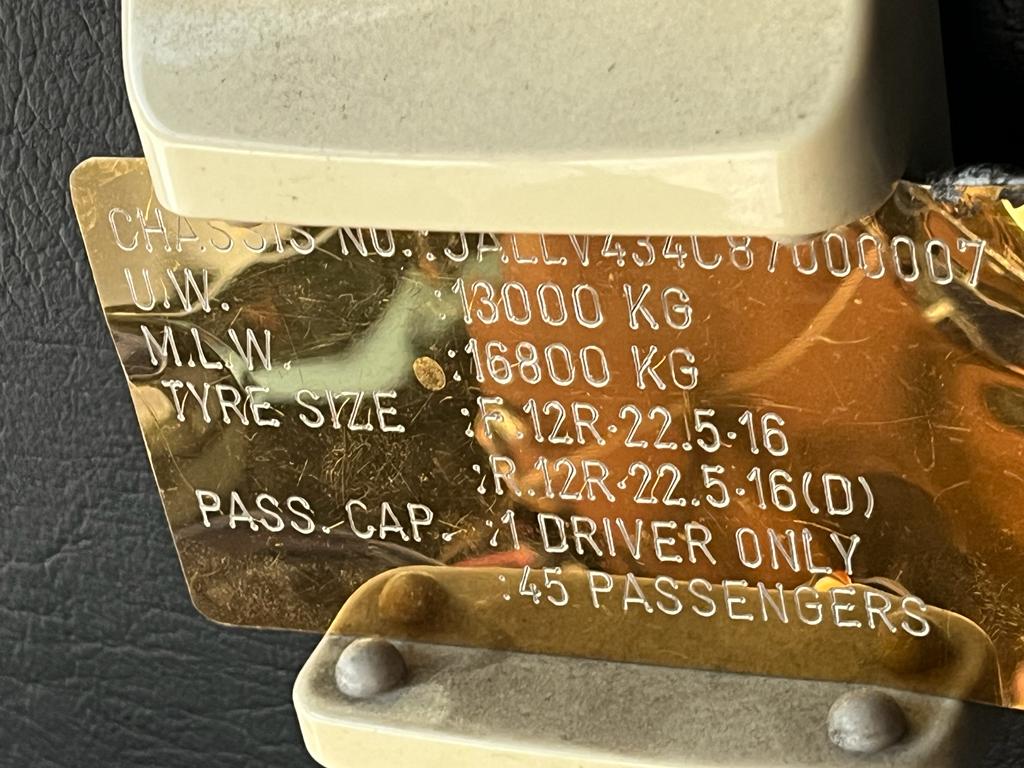 CHASSIS NO.:JALLV434C87000007
U.W. :13000 KG
M.L.W. :16800 KG
TYRE SIZE :F.12R·22.5·16
:R.12R·22.5·16(D)
PASS. CAP. :1 DRIVER ONLY
:45 PASSENGERS